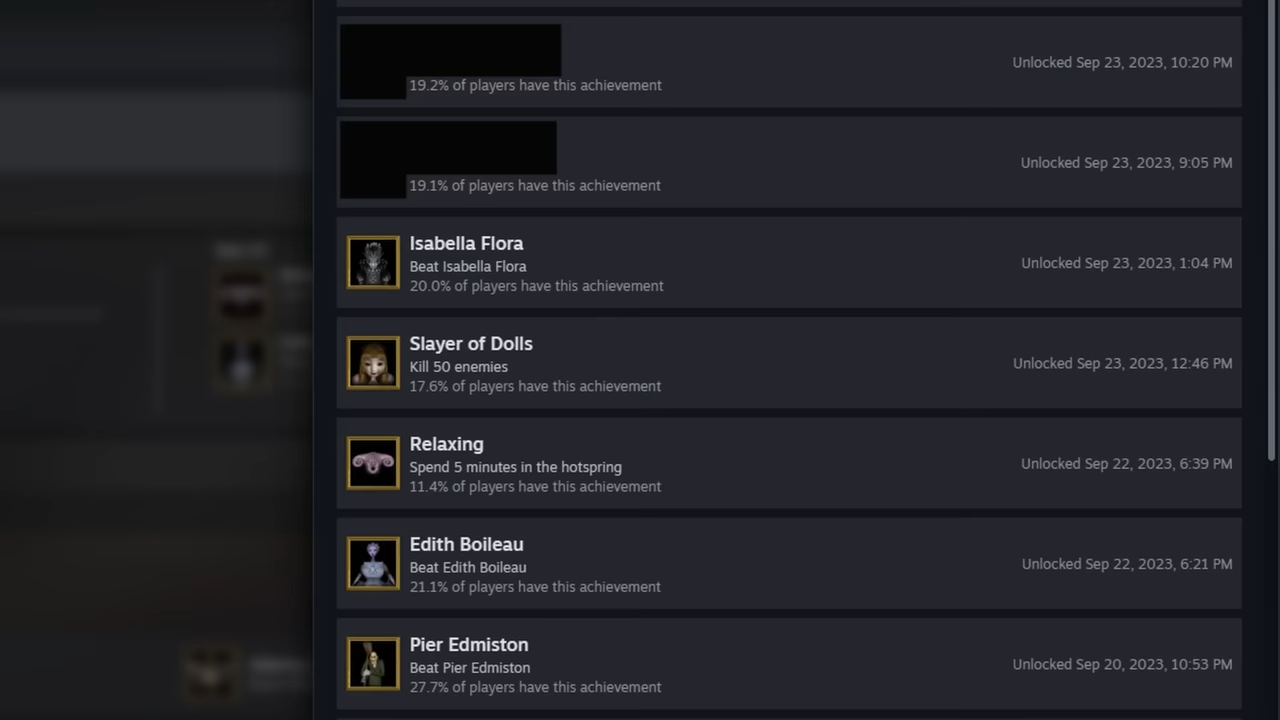 19.2% of players have this achievement
Unlocked Sep 23, 2023, 10:20 PM
19.1% of players have this achievement
Unlocked Sep 23, 2023, 9:05 PM
Isabella Flora
Beat Isabella Flora
20.0% of players have this achievement
Unlocked Sep 23, 2023, 1:04 PM
Slayer of Dolls
Kill 50 enemies
17.6% of players have this achievement
Unlocked Sep 23, 2023, 12:46 PM
Relaxing
Spend 5 minutes in the hotspring
11.4% of players have this achievement
Unlocked Sep 22, 2023, 6:39 PM
Edith Boileau
Beat Edith Boileau
21.1% of players have this achievement
Unlocked Sep 22, 2023, 6:21 PM
Pier Edmiston
Beat Pier Edmiston
27.7% of players have this achievement
Unlocked Sep 20, 2023, 10:53 PM